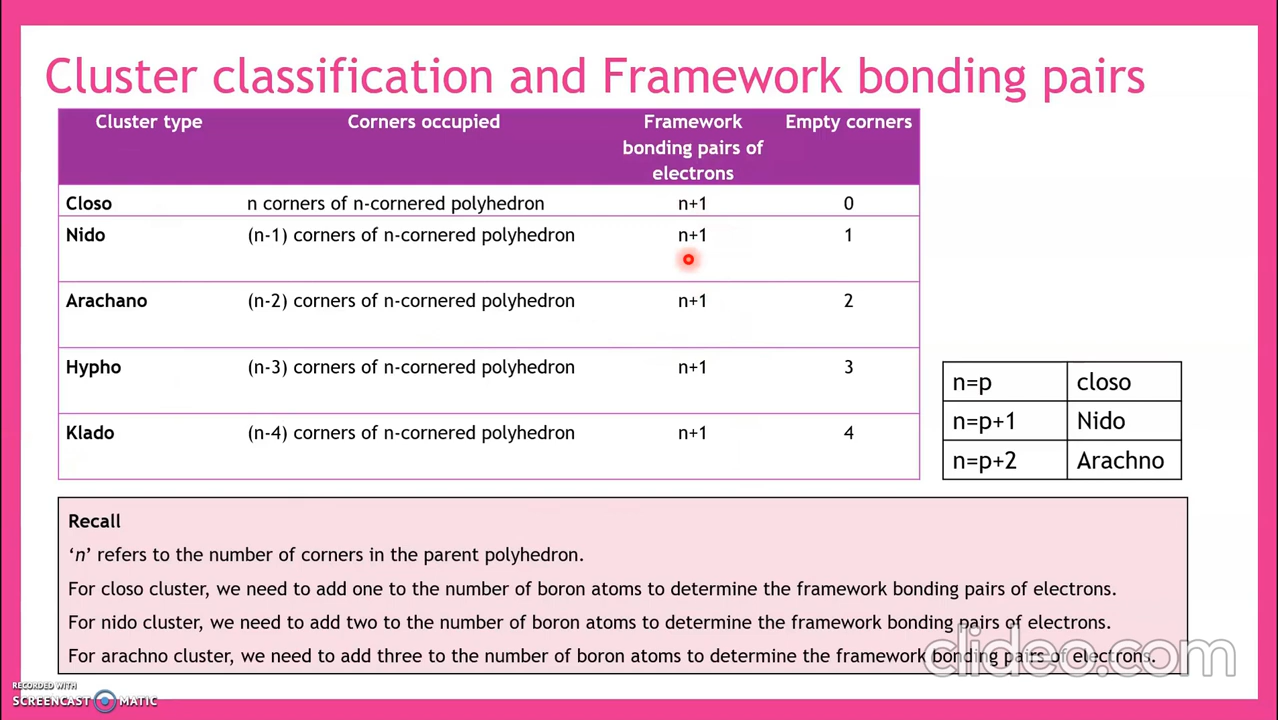 Cluster classification and Framework bonding pairs
Cluster type Corners occupied Framework bonding pairs of electrons Empty corners
Closo n corners of n-cornered polyhedron n+1 0
Nido (n-1) corners of n-cornered polyhedron n+1 1
Arachano (n-2) corners of n-cornered polyhedron n+1 2
Hypho (n-3) corners of n-cornered polyhedron n+1 3
Klado (n-4) corners of n-cornered polyhedron n+1 4
n=p closo
n=p+1 Nido
n=p+2 Arachno
Recall
‘n’ refers to the number of corners in the parent polyhedron.
For closo cluster, we need to add one to the number of boron atoms to determine the framework bonding pairs of electrons.
For nido cluster, we need to add two to the number of boron atoms to determine the framework bonding pairs of electrons.
For arachno cluster, we need to add three to the number of boron atoms to determine the framework bonding pairs of electrons.
clideo.com
RECORDED WITH
SCREENCAST MATIC